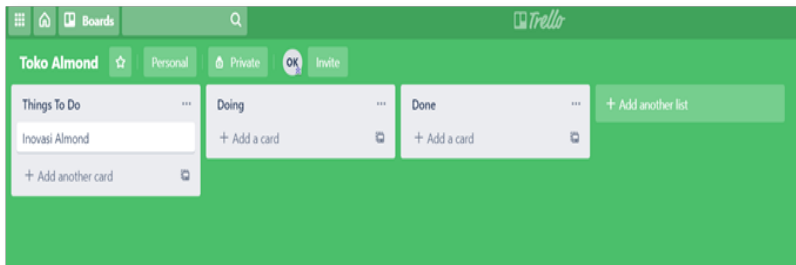 Boards
Trello
Toko Almond Personal Private OK Invite
Things To Do ...
Inovasi Almond
+ Add another card
Doing ...
+ Add a card
Done ...
+ Add a card
+ Add another list